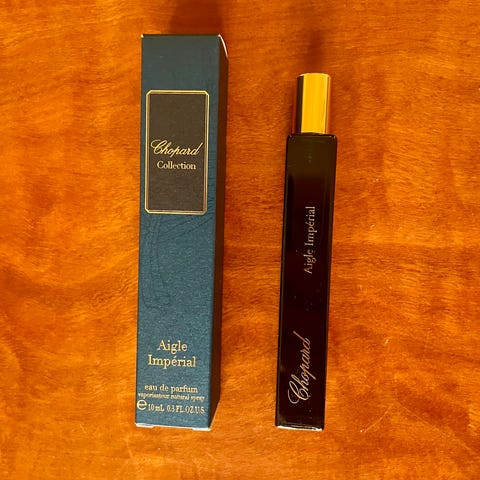 Chopard
Collection
Aigle
Impérial
eau de parfum
vaporisateur natural spray
e 10 mL 0.3 FL.OZ.U.S.
Aigle Impérial
Chopard